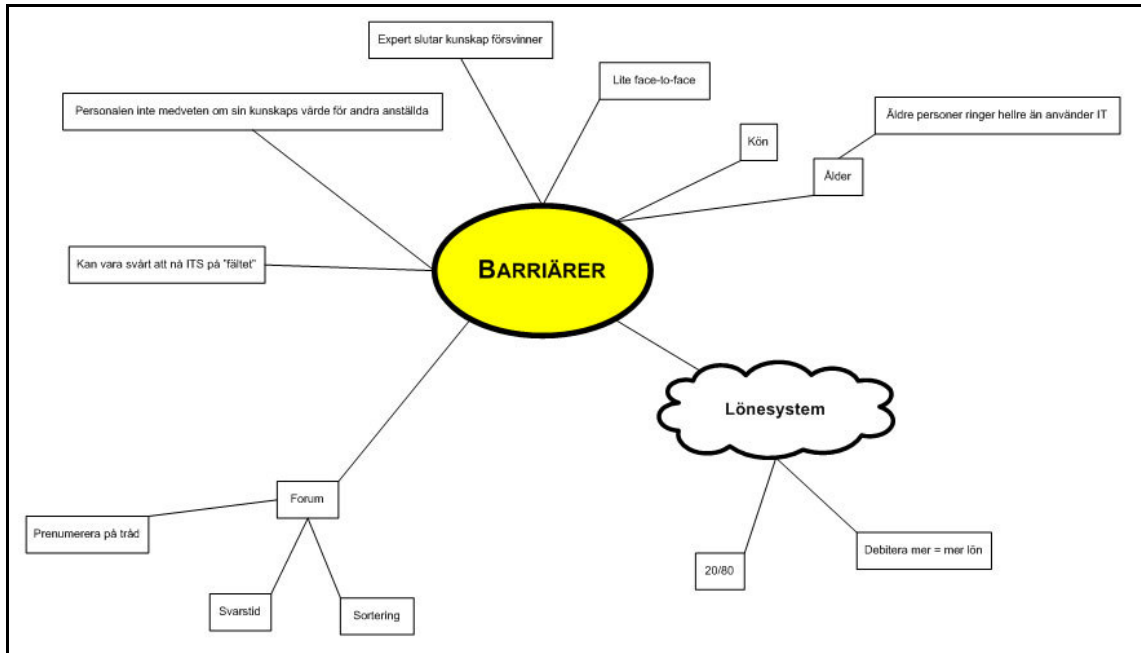 Expert slutar kunskap försvinner
Lite face-to-face
Personalen inte medveten om sin kunskaps värde för andra anställda
Äldre personer ringer hellre än använder IT
Kön
Ålder
Kan vara svårt att nå ITS på "fältet"
BARRIÄRER
Lönesystem
Forum
Prenumerera på tråd
Debitera mer = mer lön
20/80
Svarstid
Sortering